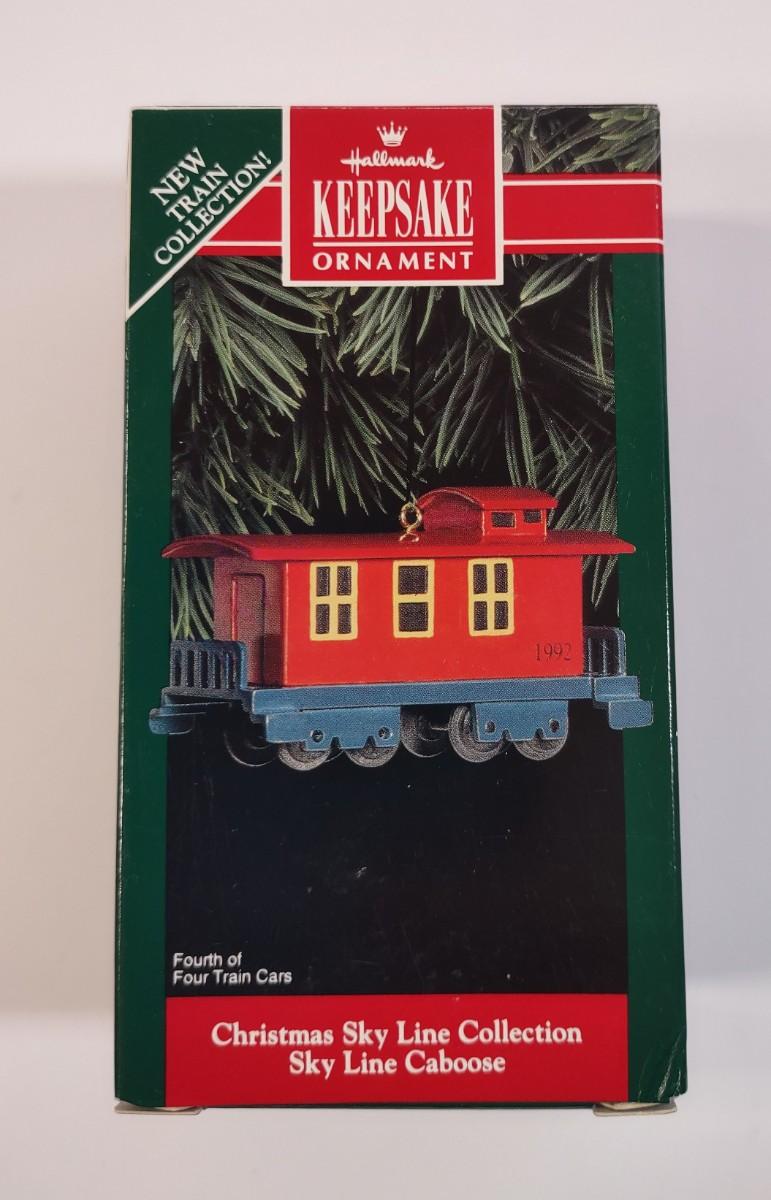 NEW
TRAIN
COLLECTION!
Hallmark
KEEPSAKE
ORNAMENT
1992
Fourth of
Four Train Cars
Christmas Sky Line Collection
Sky Line Caboose